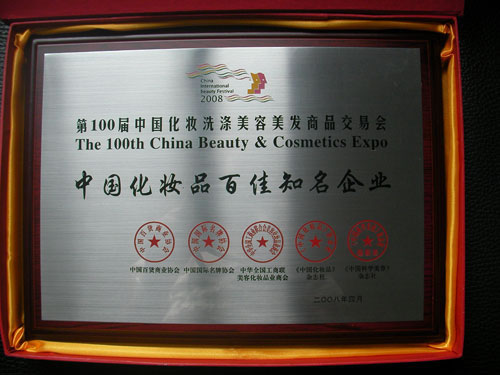 China
International
Beauty Festival
2008
第100届中国化妆洗涤美容美发商品交易会
The 100th China Beauty & Cosmetics Expo
中国化妆品百佳知名企业
中国百货商业协会
中国国际名牌协会
中华全国工商联
美容化妆品业商会
《中国化妆品》
杂志社
《中国科学美容》
杂志社
二〇〇八年四月